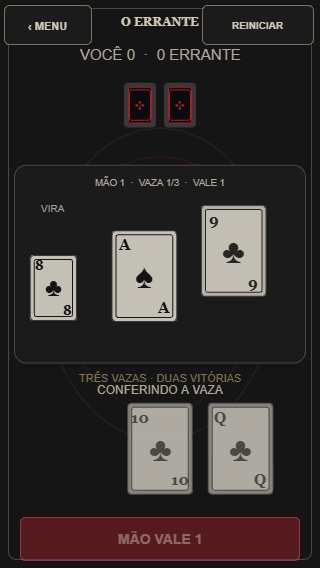 ‹ MENU
O ERRANTE
REINICIAR
VOCÊ 0 · 0 ERRANTE
MÃO 1 · VAZA 1/3 · VALE 1
VIRA
8
8
A
A
9
9
TRÊS VAZAS · DUAS VITÓRIAS
CONFERINDO A VAZA
10
10
Q
Q
MÃO VALE 1